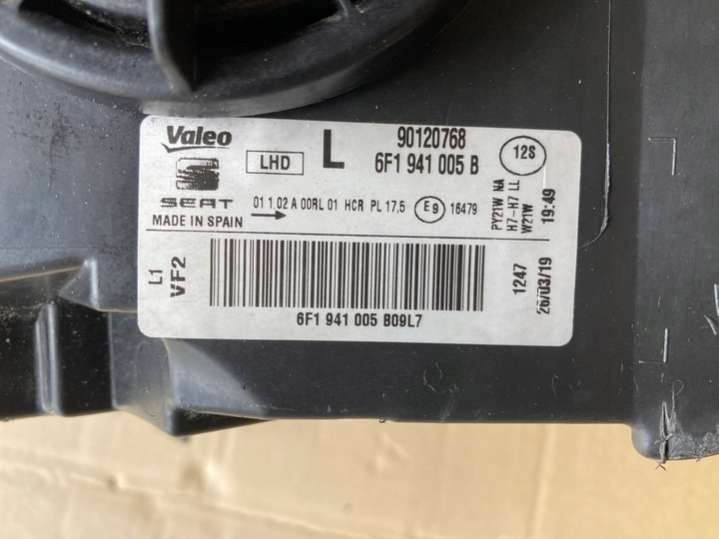 Valeo
LHD
L
90120768
6F1 941 005 B
12S
SEAT
MADE IN SPAIN
01 1,02 A 00RL 01 HCR PL 17,5
E9
16479
PY21W NA
H7-H7 LL
W21W
19:49
L1
VF2
1247
26/03/19
6F1 941 005 B09L7